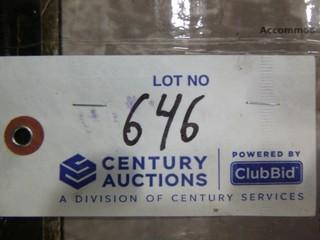 Accommo
LOT NO
646
CENTURY AUCTIONS
POWERED BY ClubBid
A DIVISION OF CENTURY SERVICES